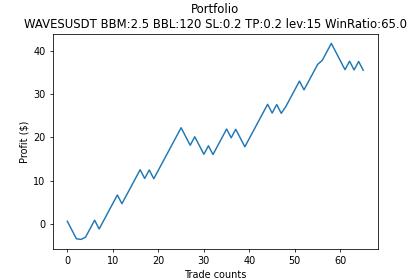 Portfolio
WAVESUSDT BBM:2.5 BBL:120 SL:0.2 TP:0.2 lev:15 WinRatio:65.0
40
30
20
10
0
Profit ($)
0 10 20 30 40 50 60
Trade counts